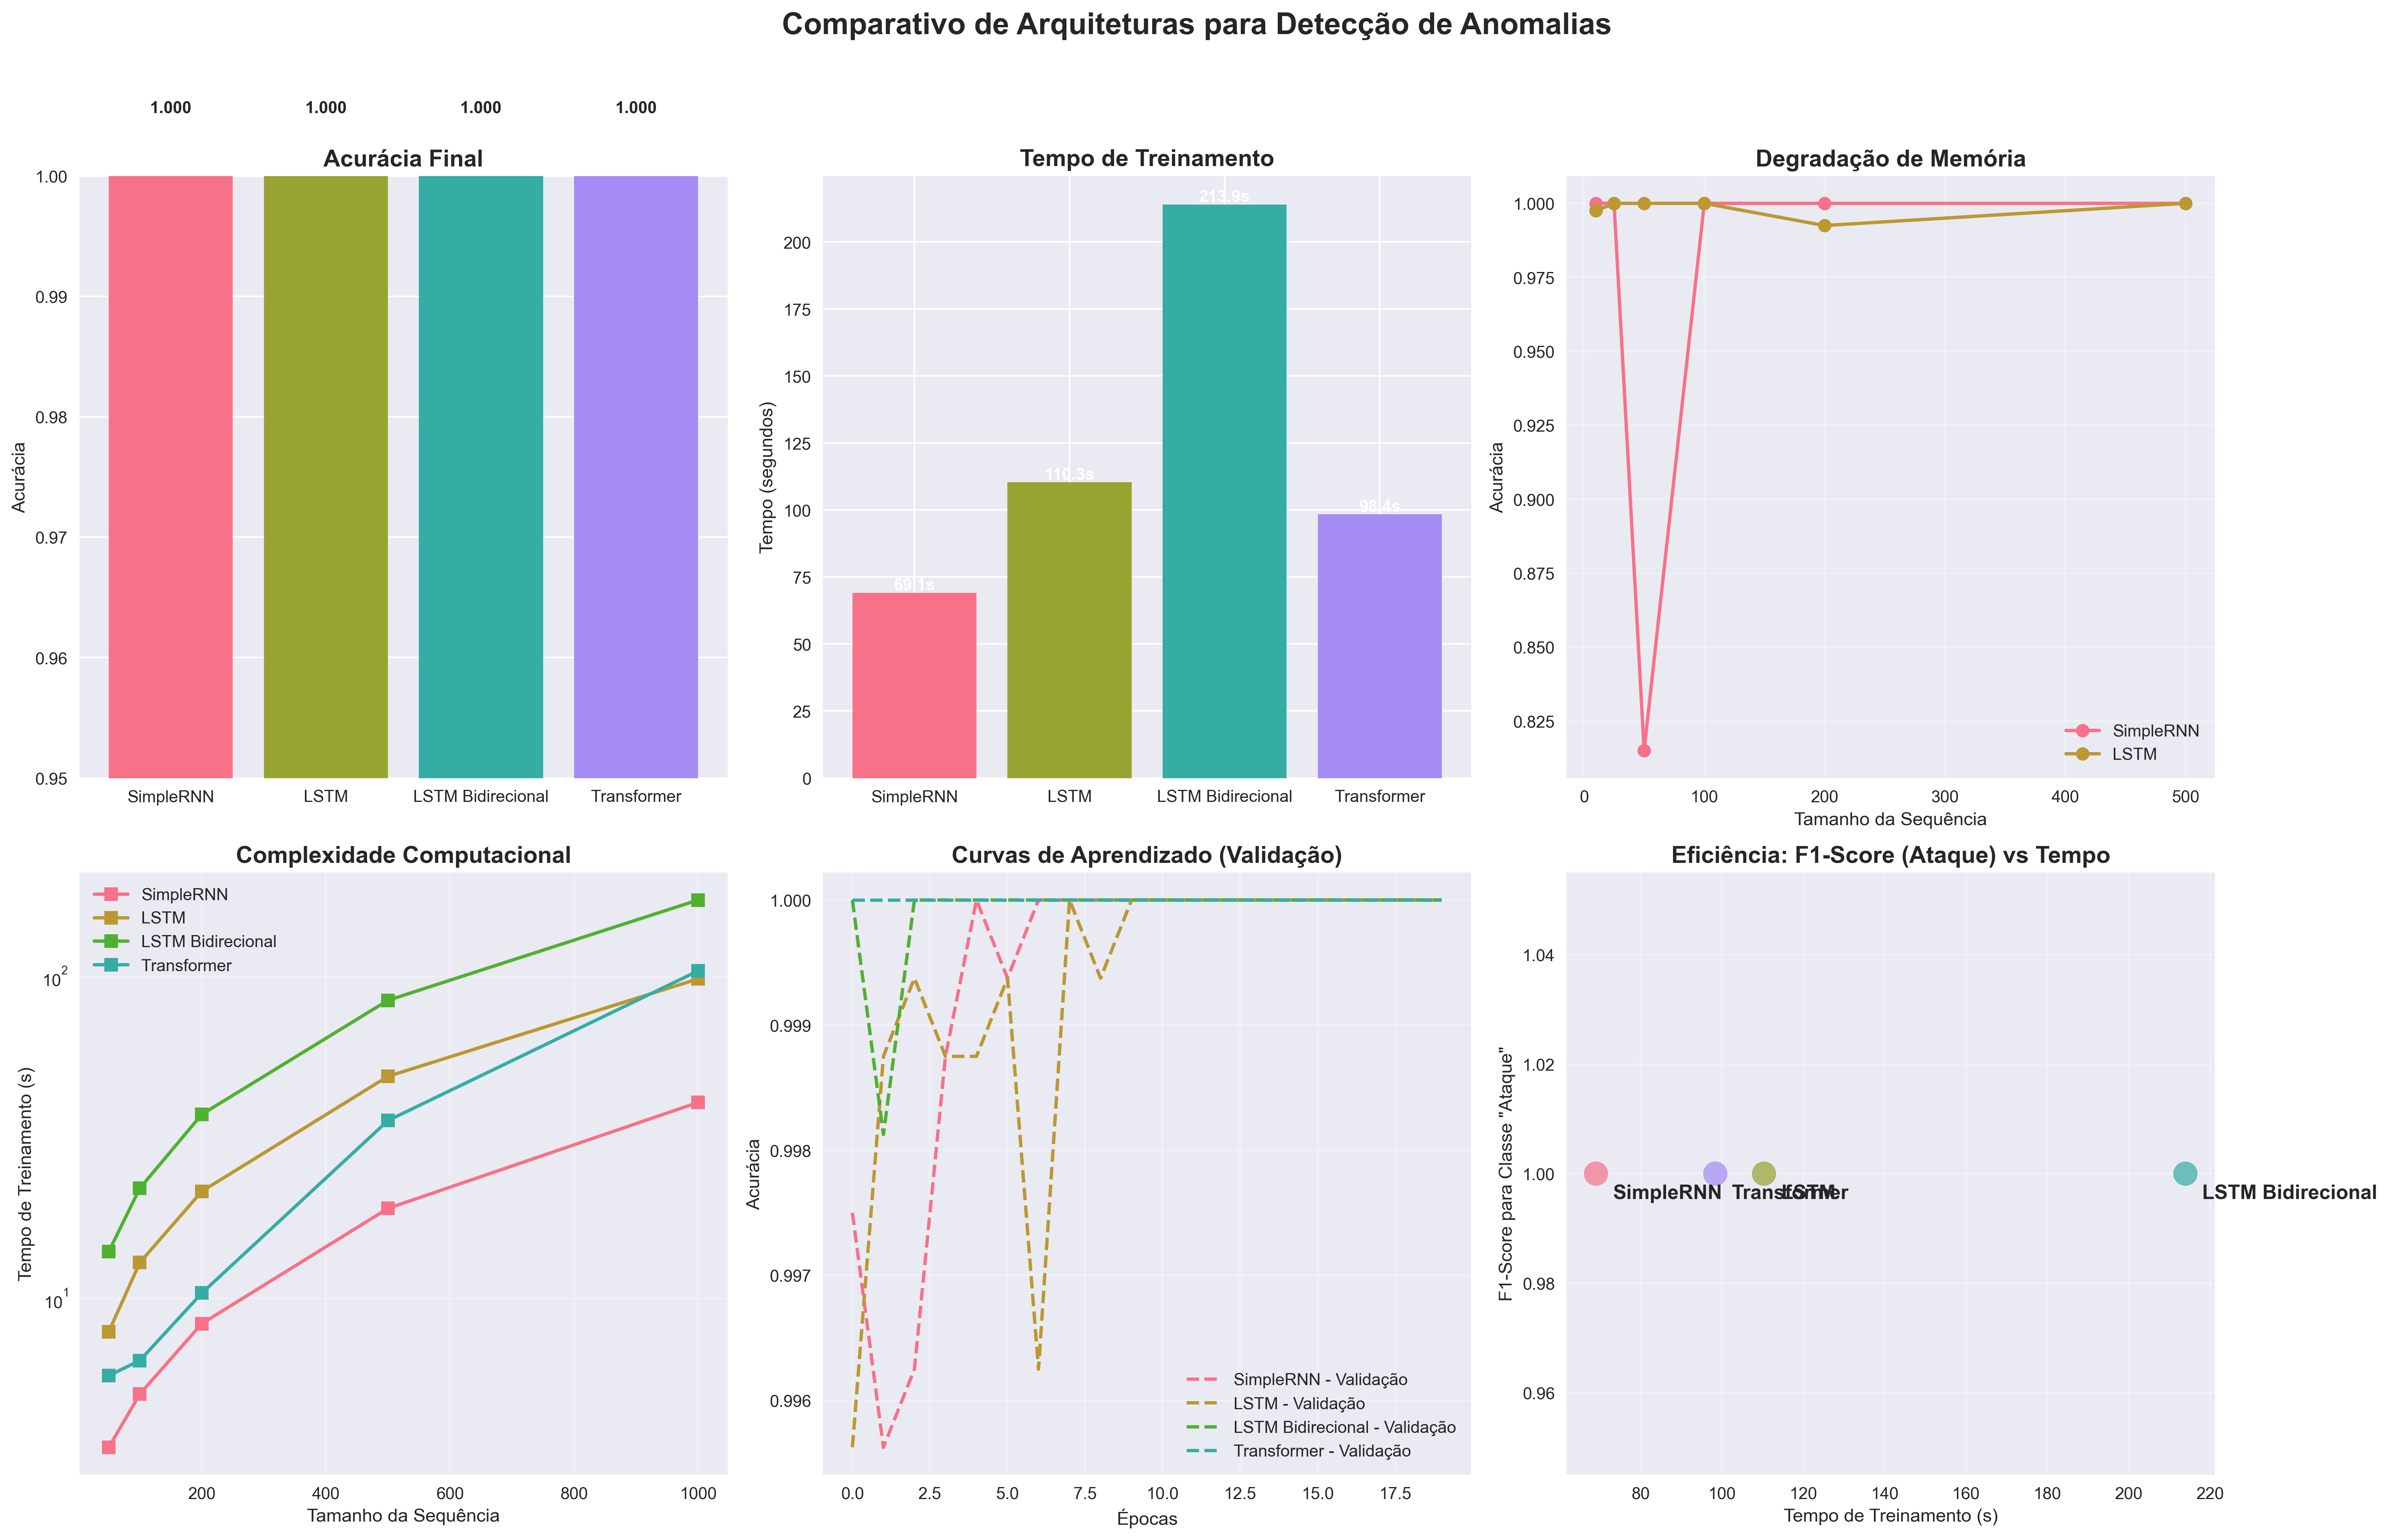 Comparativo de Arquiteturas para Detecção de Anomalias
1.000
1.000
1.000
1.000
Acurácia Final
Acurácia
1.00
0.99
0.98
0.97
0.96
0.95
SimpleRNN
LSTM
LSTM Bidirecional
Transformer
Tempo de Treinamento
Tempo (segundos)
200
175
150
125
100
75
50
25
0
69.1s
110.3s
213.9s
98.4s
SimpleRNN
LSTM
LSTM Bidirecional
Transformer
Degradação de Memória
Acurácia
1.000
0.975
0.950
0.925
0.900
0.875
0.850
0.825
SimpleRNN
LSTM
0
100
200
300
400
500
Tamanho da Sequência
Complexidade Computacional
Tempo de Treinamento (s)
SimpleRNN
LSTM
LSTM Bidirecional
Transformer
10²
10¹
200
400
600
800
1000
Tamanho da Sequência
Curvas de Aprendizado (Validação)
Acurácia
1.000
0.999
0.998
0.997
0.996
SimpleRNN - Validação
LSTM - Validação
LSTM Bidirecional - Validação
Transformer - Validação
0.0
2.5
5.0
7.5
10.0
12.5
15.0
17.5
Épocas
Eficiência: F1-Score (Ataque) vs Tempo
F1-Score para Classe "Ataque"
1.04
1.02
1.00
0.98
0.96
SimpleRNN
Transformer
LSTM
LSTM Bidirecional
80
100
120
140
160
180
200
220
Tempo de Treinamento (s)